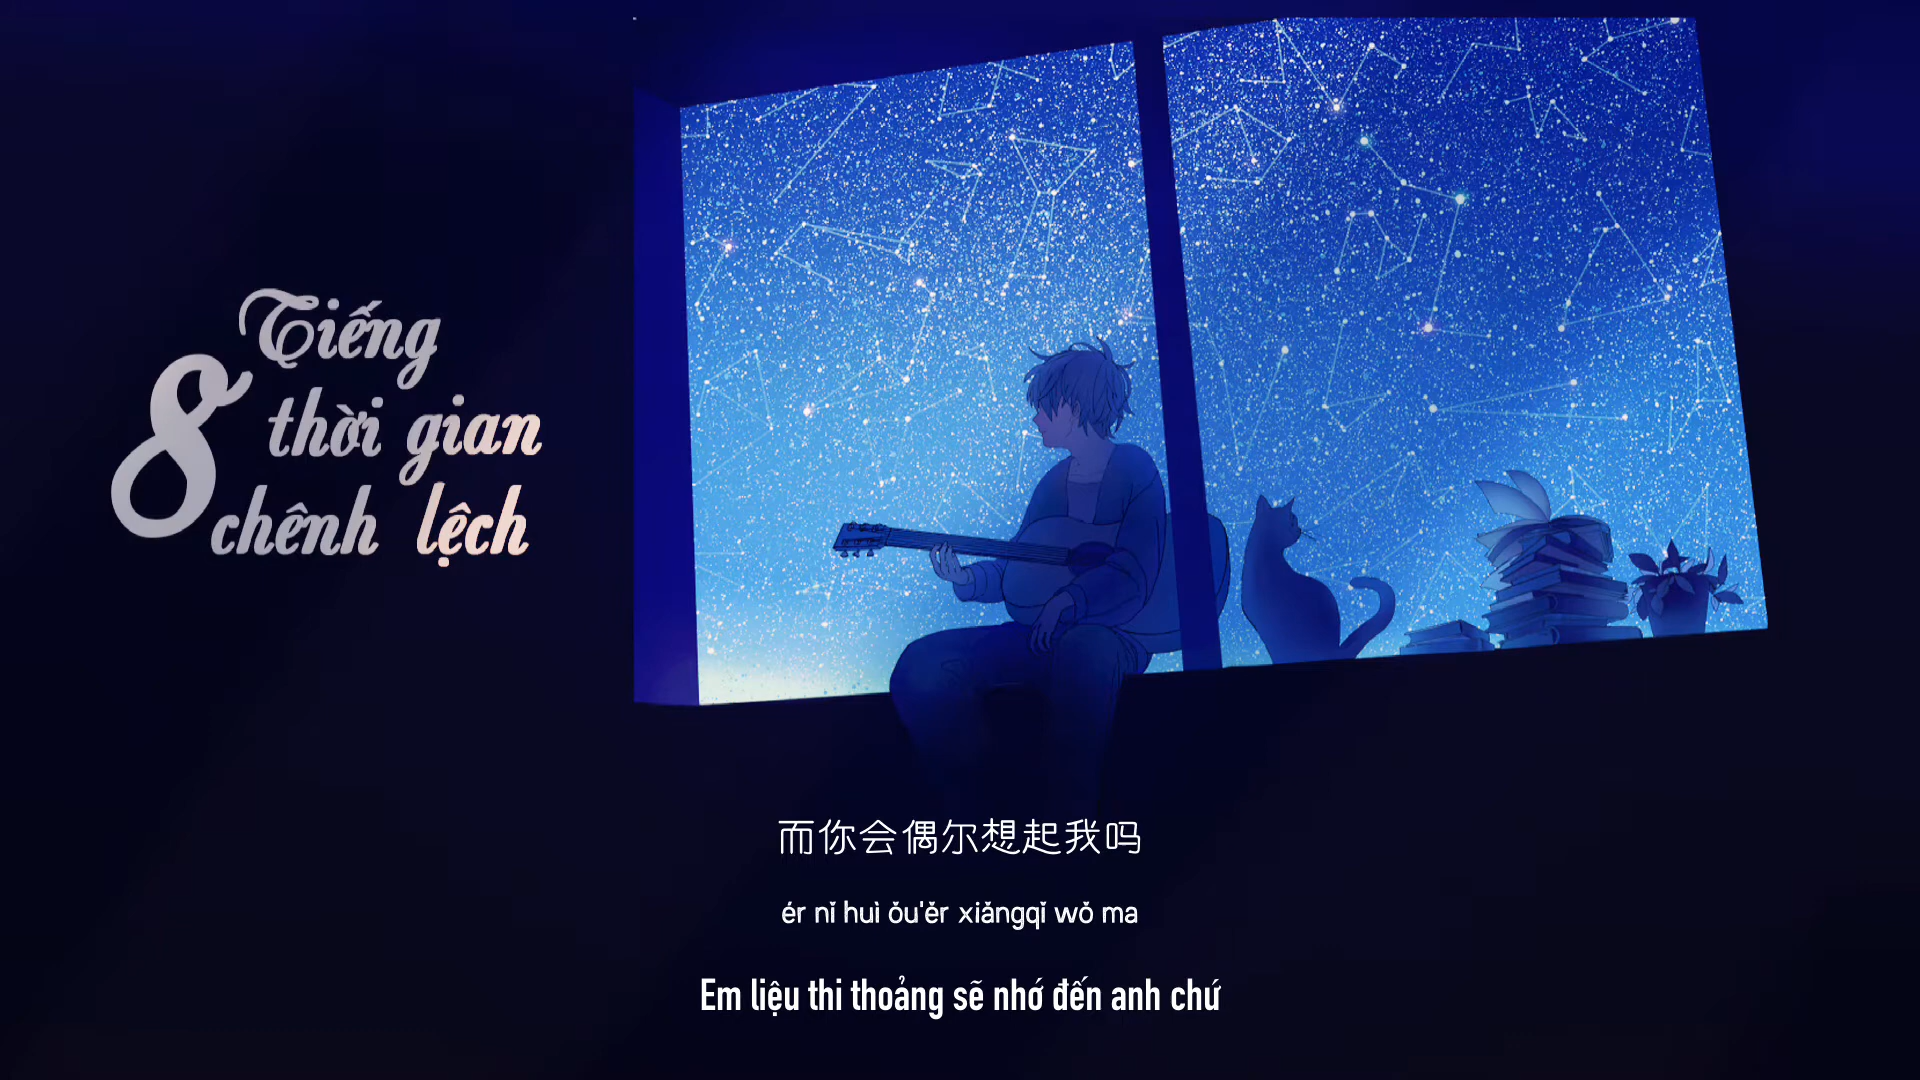 Tiếng
8 thời gian
chênh lệch
而你会偶尔想起我吗
ér nǐ huì ǒu'ěr xiǎngqǐ wǒ ma
Em liệu thi thoảng sẽ nhớ đến anh chứ